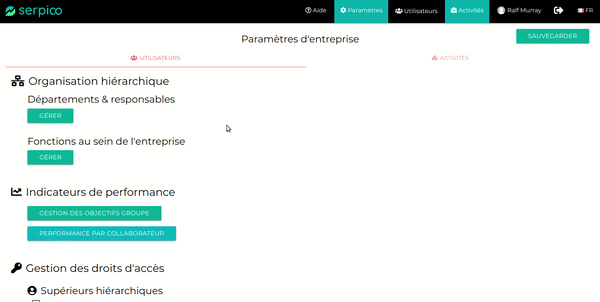 serpico
Aide
Paramètres
Utilisateurs
Activités
Ralf Murray
FR
Paramètres d'entreprise
SAUVEGARDER
UTILISATEURS
ACTIVITÉS
Organisation hiérarchique
Départements & responsables
GÉRER
Fonctions au sein de l'entreprise
GÉRER
Indicateurs de performance
GESTION DES OBJECTIFS GROUPE
PERFORMANCE PAR COLLABORATEUR
Gestion des droits d'accès
Supérieurs hiérarchiques